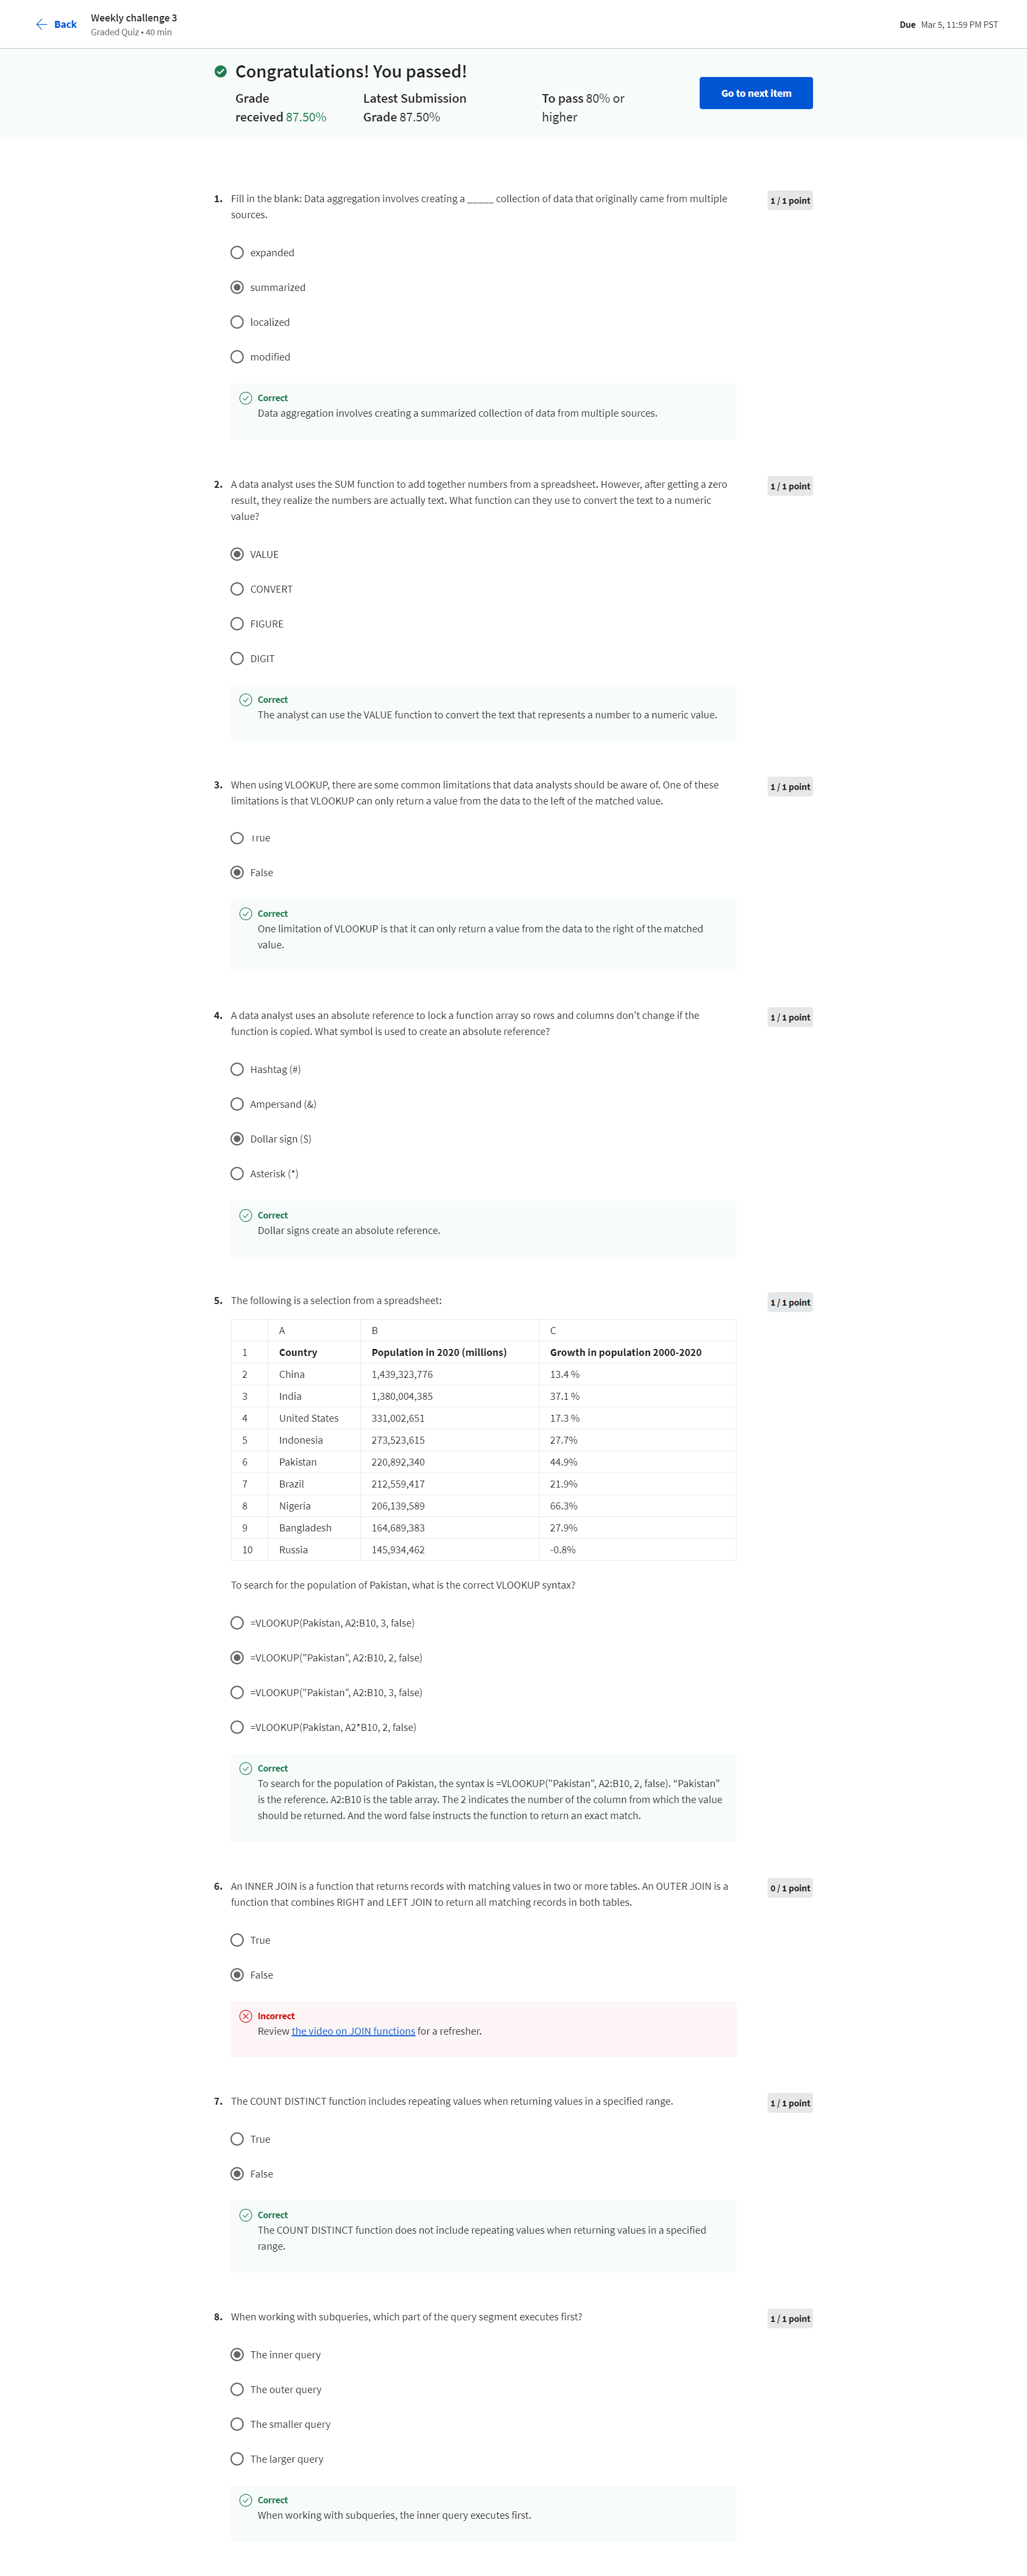 Back
Weekly challenge 3
Graded Quiz • 40 min
Due Mar 5, 11:59 PM PST
Congratulations! You passed!
Grade
received 87.50%
Latest Submission
Grade 87.50%
To pass 80% or
higher
Go to next item
1. Fill in the blank: Data aggregation involves creating a _____ collection of data that originally came from multiple
sources.
1 / 1 point
expanded
summarized
localized
modified
Correct
Data aggregation involves creating a summarized collection of data from multiple sources.
2. A data analyst uses the SUM function to add together numbers from a spreadsheet. However, after getting a zero
result, they realize the numbers are actually text. What function can they use to convert the text to a numeric
value?
1 / 1 point
VALUE
CONVERT
FIGURE
DIGIT
Correct
The analyst can use the VALUE function to convert the text that represents a number to a numeric value.
3. When using VLOOKUP, there are some common limitations that data analysts should be aware of. One of these
limitations is that VLOOKUP can only return a value from the data to the left of the matched value.
1 / 1 point
True
False
Correct
One limitation of VLOOKUP is that it can only return a value from the data to the right of the matched
value.
4. A data analyst uses an absolute reference to lock a function array so rows and columns don't change if the
function is copied. What symbol is used to create an absolute reference?
1 / 1 point
Hashtag (#)
Ampersand (&)
Dollar sign ($)
Asterisk (*)
Correct
Dollar signs create an absolute reference.
5. The following is a selection from a spreadsheet:
1 / 1 point
A B C
1 Country Population in 2020 (millions) Growth in population 2000-2020
2 China 1,439,323,776 13.4 %
3 India 1,380,004,385 37.1 %
4 United States 331,002,651 17.3 %
5 Indonesia 273,523,615 27.7%
6 Pakistan 220,892,340 44.9%
7 Brazil 212,559,417 21.9%
8 Nigeria 206,139,589 66.3%
9 Bangladesh 164,689,383 27.9%
10 Russia 145,934,462 -0.8%
To search for the population of Pakistan, what is the correct VLOOKUP syntax?
=VLOOKUP(Pakistan, A2:B10, 3, false)
=VLOOKUP("Pakistan", A2:B10, 2, false)
=VLOOKUP("Pakistan", A2:B10, 3, false)
=VLOOKUP(Pakistan, A2*B10, 2, false)
Correct
To search for the population of Pakistan, the syntax is =VLOOKUP("Pakistan", A2:B10, 2, false). “Pakistan”
is the reference. A2:B10 is the table array. The 2 indicates the number of the column from which the value
should be returned. And the word false instructs the function to return an exact match.
6. An INNER JOIN is a function that returns records with matching values in two or more tables. An OUTER JOIN is a
function that combines RIGHT and LEFT JOIN to return all matching records in both tables.
0 / 1 point
True
False
Incorrect
Review the video on JOIN functions for a refresher.
7. The COUNT DISTINCT function includes repeating values when returning values in a specified range.
1 / 1 point
True
False
Correct
The COUNT DISTINCT function does not include repeating values when returning values in a specified
range.
8. When working with subqueries, which part of the query segment executes first?
1 / 1 point
The inner query
The outer query
The smaller query
The larger query
Correct
When working with subqueries, the inner query executes first.